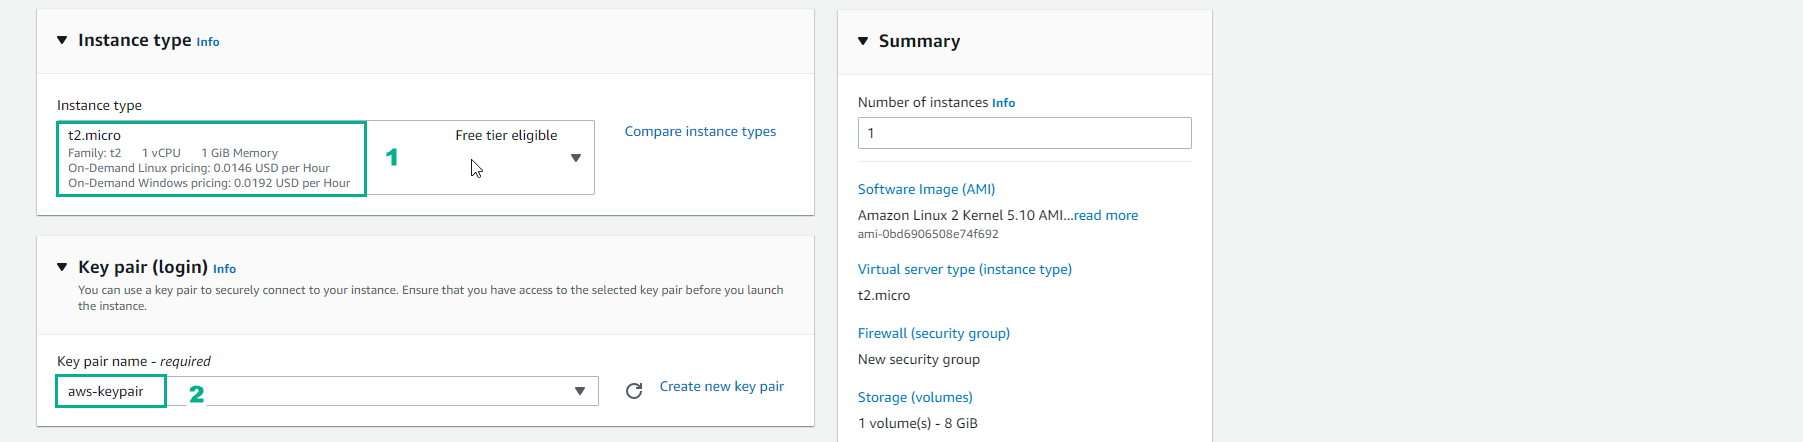 Instance type Info
Instance type
t2.micro Free tier eligible
Family: t2 1 vCPU 1 GiB Memory
On-Demand Linux pricing: 0.0146 USD per Hour
On-Demand Windows pricing: 0.0192 USD per Hour
1
Compare instance types
Key pair (login) Info
You can use a key pair to securely connect to your instance. Ensure that you have access to the selected key pair before you launch
the instance.
Key pair name - required
aws-keypair 2
Create new key pair
Summary
Number of instances Info
1
Software Image (AMI)
Amazon Linux 2 Kernel 5.10 AMI...read more
ami-0bd6906508e74f692
Virtual server type (instance type)
t2.micro
Firewall (security group)
New security group
Storage (volumes)
1 volume(s) - 8 GiB